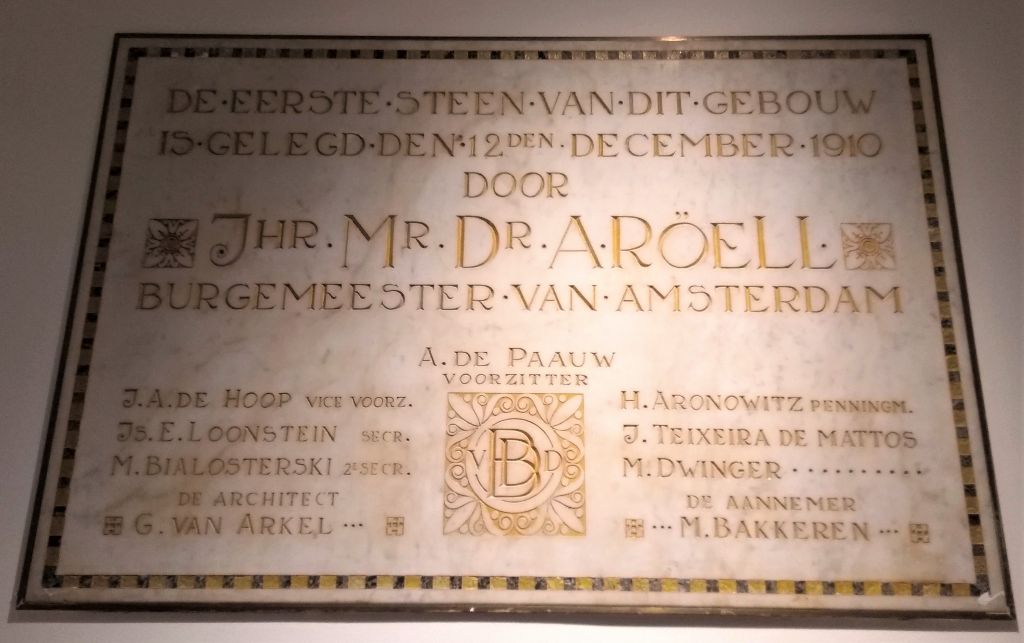 DE·EERSTE·STEEN·VAN·DIT·GEBOUW
IS·GELEGD·DEN·12DEN·DECEMBER·1910
DOOR
JHR. MR. DR. A. RÖELL.
BURGEMEESTER·VAN·AMSTERDAM
A. DE PAAUW
VOORZITTER
J. A. DE HOOP VICE VOORZ.
JS. E. LOONSTEIN SECR.
M. BIALOSTERSKI 2E SECR.
DE ARCHITECT
G. VAN ARKEL ...
V B D
H. ARONOWITZ PENNINGM.
J. TEIXEIRA DE MATTOS
M. DWINGER ..........
DE AANNEMER
... M. BAKKEREN ...